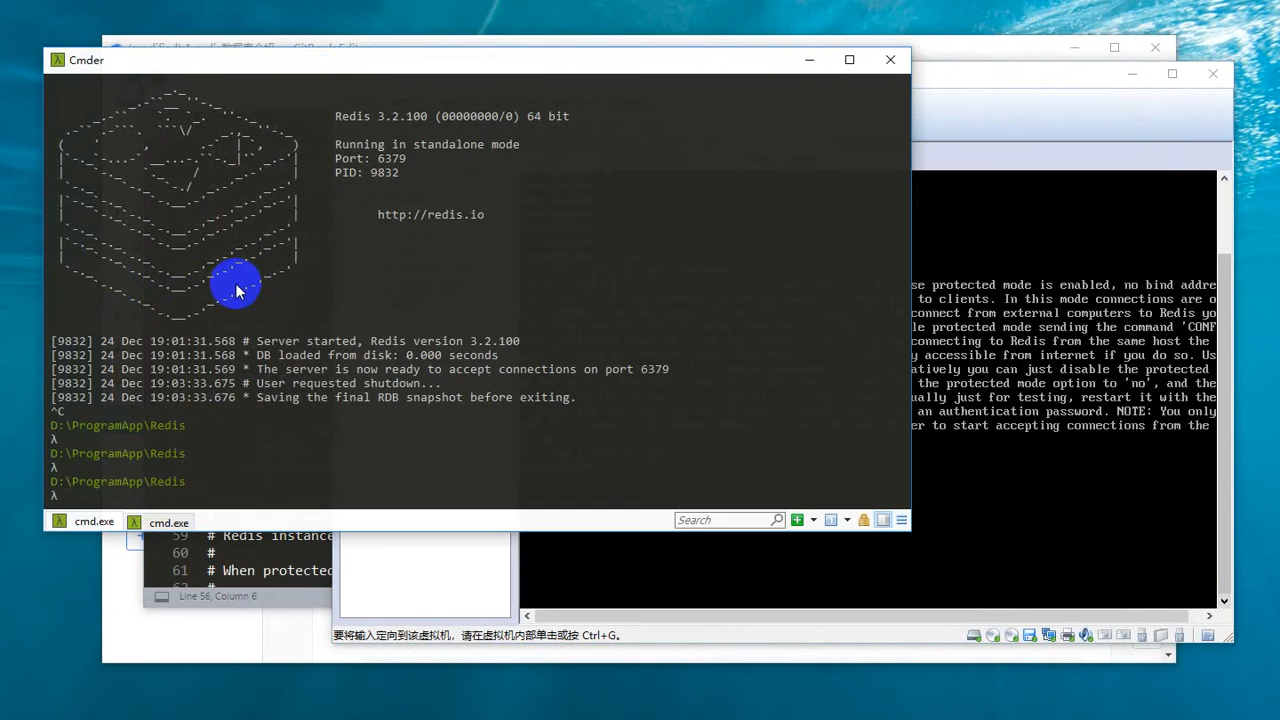 Cmder
Redis 3.2.100 (00000000/0) 64 bit
Running in standalone mode
Port: 6379
PID: 9832
http://redis.io
[9832] 24 Dec 19:01:31.568 # Server started, Redis version 3.2.100
[9832] 24 Dec 19:01:31.568 * DB loaded from disk: 0.000 seconds
[9832] 24 Dec 19:01:31.569 * The server is now ready to accept connections on port 6379
[9832] 24 Dec 19:03:33.675 # User requested shutdown...
[9832] 24 Dec 19:03:33.676 * Saving the final RDB snapshot before exiting.
^C
D:\ProgramApp\Redis
λ
D:\ProgramApp\Redis
λ
D:\ProgramApp\Redis
λ
cmd.exe
cmd.exe
Search
se protected mode is enabled, no bind addre
to clients. In this mode connections are o
connect from external computers to Redis yo
le protected mode sending the command 'CONF
connecting to Redis from the same host the
y accessible from internet if you do so. Us
atively you can just disable the protected
the protected mode option to 'no', and the
ually just for testing, restart it with the
an authentication password. NOTE: You only
er to start accepting connections from the
59 # Redis instance
60 #
61 # When protected
62 #
Line 56, Column 6
要将输入定向到该虚拟机，请在虚拟机内部单击或按 Ctrl+G。